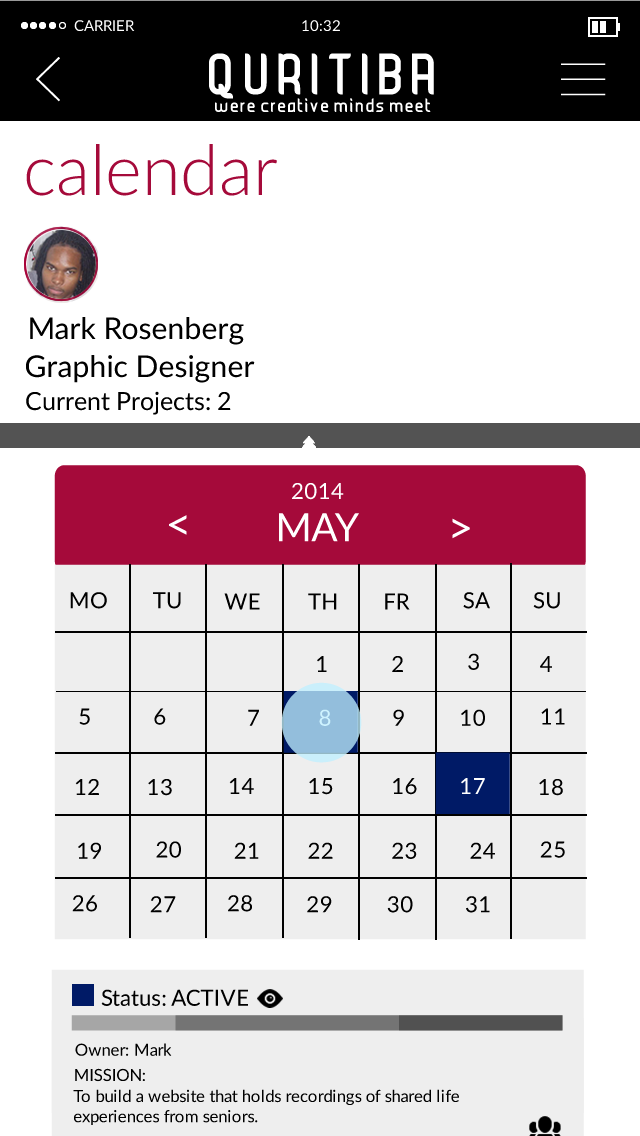 CARRIER 10:32
QURITIBA
were creative minds meet
calendar
Mark Rosenberg
Graphic Designer
Current Projects: 2
2014
< MAY >
MO TU WE TH FR SA SU
1 2 3 4
5 6 7 8 9 10 11
12 13 14 15 16 17 18
19 20 21 22 23 24 25
26 27 28 29 30 31
Status: ACTIVE
Owner: Mark
MISSION:
To build a website that holds recordings of shared life
experiences from seniors.